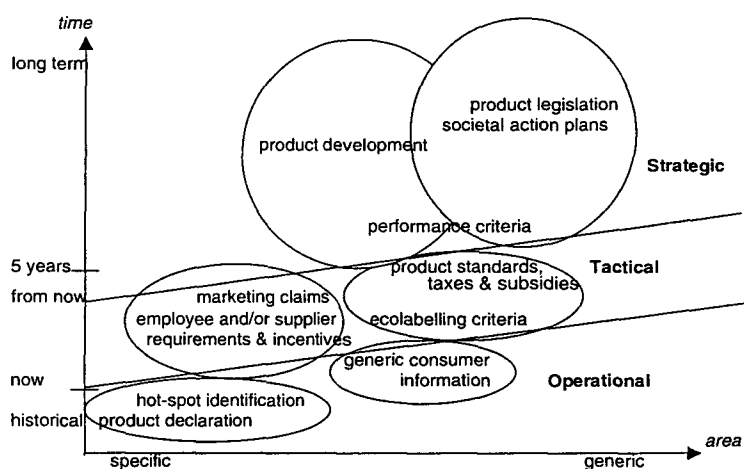 time
long term
product legislation
societal action plans
product development
Strategic
performance criteria
5 years
from now
product standards,
taxes & subsidies
Tactical
marketing claims
employee and/or supplier
requirements & incentives
ecolabelling criteria
generic consumer
information
now
Operational
hot-spot identification
historical
product declaration
area
specific
generic